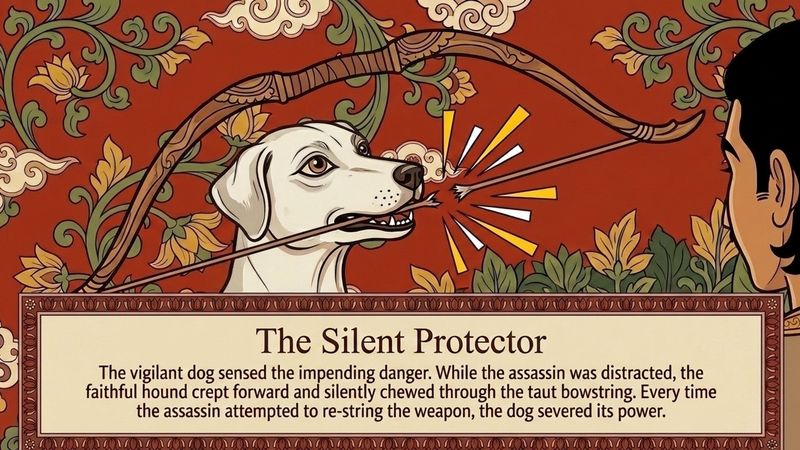 The Silent Protector
The vigilant dog sensed the impending danger. While the assassin was distracted, the
faithful hound crept forward and silently chewed through the taut bowstring. Every time
the assassin attempted to re-string the weapon, the dog severed its power.